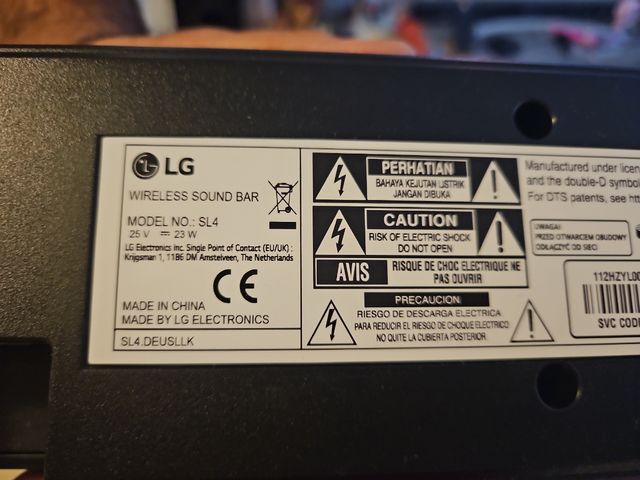 LG
WIRELESS SOUND BAR
MODEL NO.: SL4
25 V ⎓ 23 W
LG Electronics Inc. Single Point of Contact (EU/UK) :
Krijgsman 1, 1186 DM Amstelveen, The Netherlands
CE
MADE IN CHINA
MADE BY LG ELECTRONICS
SL4.DEUSLLK
PERHATIAN
BAHAYA KEJUTAN LISTRIK
JANGAN DIBUKA
CAUTION
RISK OF ELECTRIC SHOCK
DO NOT OPEN
AVIS
RISQUE DE CHOC ELECTRIQUE NE
PAS OUVRIR
PRECAUCION
RIESGO DE DESCARGA ELECTRICA
PARA REDUCIR EL RIESGO DE CHOQUE ELECTRICO
NO QUITE LA CUBIERTA POSTERIOR
Manufactured under licen
and the double-D symbo
For DTS patents, see htt
UWAGA!
PRZED OTWARCIEM OBUDOWY
ODŁĄCZYĆ OD SIECI
112HZYL0
SVC CODE